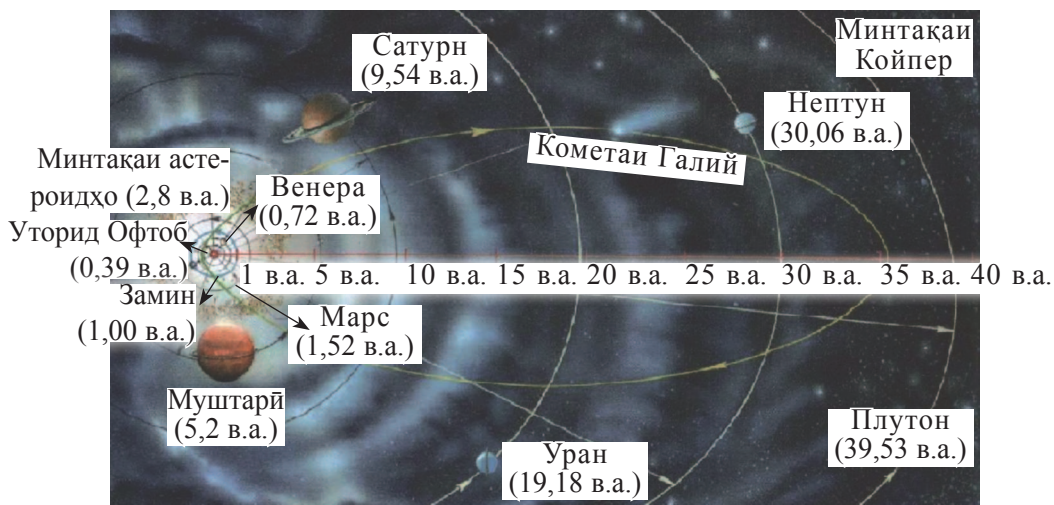 Сатурн
(9,54 в.а.)
Минтақаи
Койпер
Нептун
(30,06 в.а.)
Кометаи Галий
Минтақаи асте-
роидҳо (2,8 в.а.)
Венера
(0,72 в.а.)
Уторид Офтоб
(0,39 в.а.)
1 в.а. 5 в.а. 10 в.а. 15 в.а. 20 в.а. 25 в.а. 30 в.а. 35 в.а. 40 в.а.
Замин
(1,00 в.а.)
Марс
(1,52 в.а.)
Муштарӣ
(5,2 в.а.)
Уран
(19,18 в.а.)
Плутон
(39,53 в.а.)